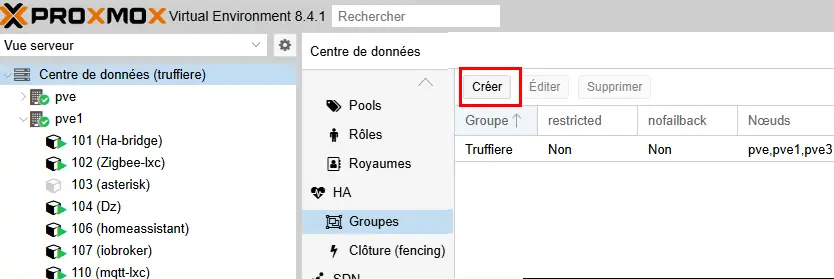 PROXMOX Virtual Environment 8.4.1 Rechercher
Vue serveur
Centre de données (truffiere)
pve
pve1
101 (Ha-bridge)
102 (Zigbee-lxc)
103 (asterisk)
104 (Dz)
106 (homeassistant)
107 (iobroker)
110 (mqtt-lxc)
Centre de données
Pools
Rôles
Royaumes
HA
Groupes
Clôture (fencing)
SDN
Créer Éditer Supprimer
Groupe restricted nofailback Nœuds
Truffiere Non Non pve,pve1,pve3